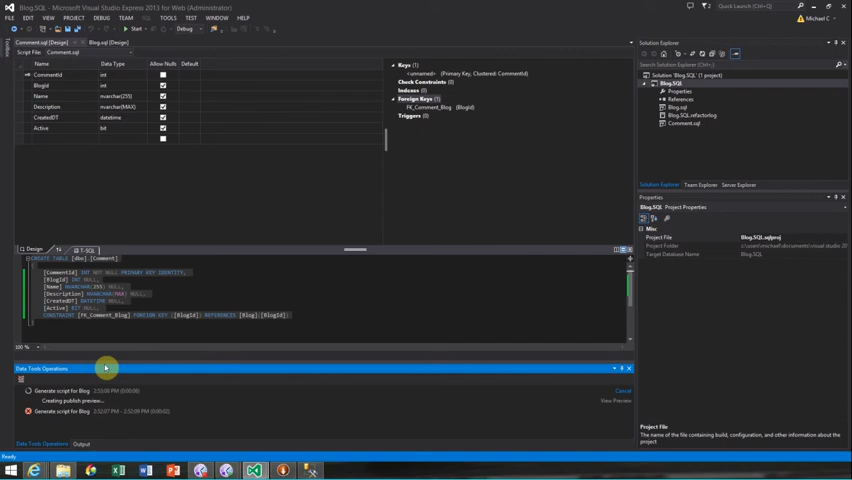 Blog.SQL - Microsoft Visual Studio Express 2013 for Web (Administrator)
2
Quick Launch (Ctrl+Q)
FILE EDIT VIEW PROJECT BUILD DEBUG TEAM SQL TOOLS TEST WINDOW HELP
Michael C
Start
Debug
Toolbox
Comment.sql [Design]
Blog.sql [Design]
Script File: Comment.sql
Name Data Type Allow Nulls Default
CommentId int
BlogId int
Name nvarchar(255)
Description nvarchar(MAX)
CreatedDT datetime
Active bit
Keys (1)
<unnamed> (Primary Key, Clustered: CommentId)
Check Constraints (0)
Indexes (0)
Foreign Keys (1)
FK_Comment_Blog (BlogId)
Triggers (0)
Design
T-SQL
CREATE TABLE [dbo].[Comment]
(
[CommentId] INT NOT NULL PRIMARY KEY IDENTITY,
[BlogId] INT NULL,
[Name] NVARCHAR(255) NULL,
[Description] NVARCHAR(MAX) NULL,
[CreatedDT] DATETIME NULL,
[Active] BIT NULL,
CONSTRAINT [FK_Comment_Blog] FOREIGN KEY ([BlogId]) REFERENCES [Blog]([BlogId])
)
100 %
Data Tools Operations
Generate script for Blog 2:53:08 PM (0:00:00)
Cancel
Creating publish preview...
View Preview
Generate script for Blog 2:52:07 PM - 2:52:09 PM (0:00:02)
Data Tools Operations Output
Solution Explorer
Search Solution Explorer (Ctrl+;)
Solution 'Blog.SQL' (1 project)
Blog.SQL
Properties
References
Blog.sql
Blog.SQL.refactorlog
Comment.sql
Solution Explorer Team Explorer Server Explorer
Properties
Blog.SQL Project Properties
Misc
Project File Blog.SQL.sqlproj
Project Folder c:\users\michael\documents\visual studio 20
Target Database Name Blog.SQL
Project File
The name of the file containing build, configuration, and other information about the project
Ready